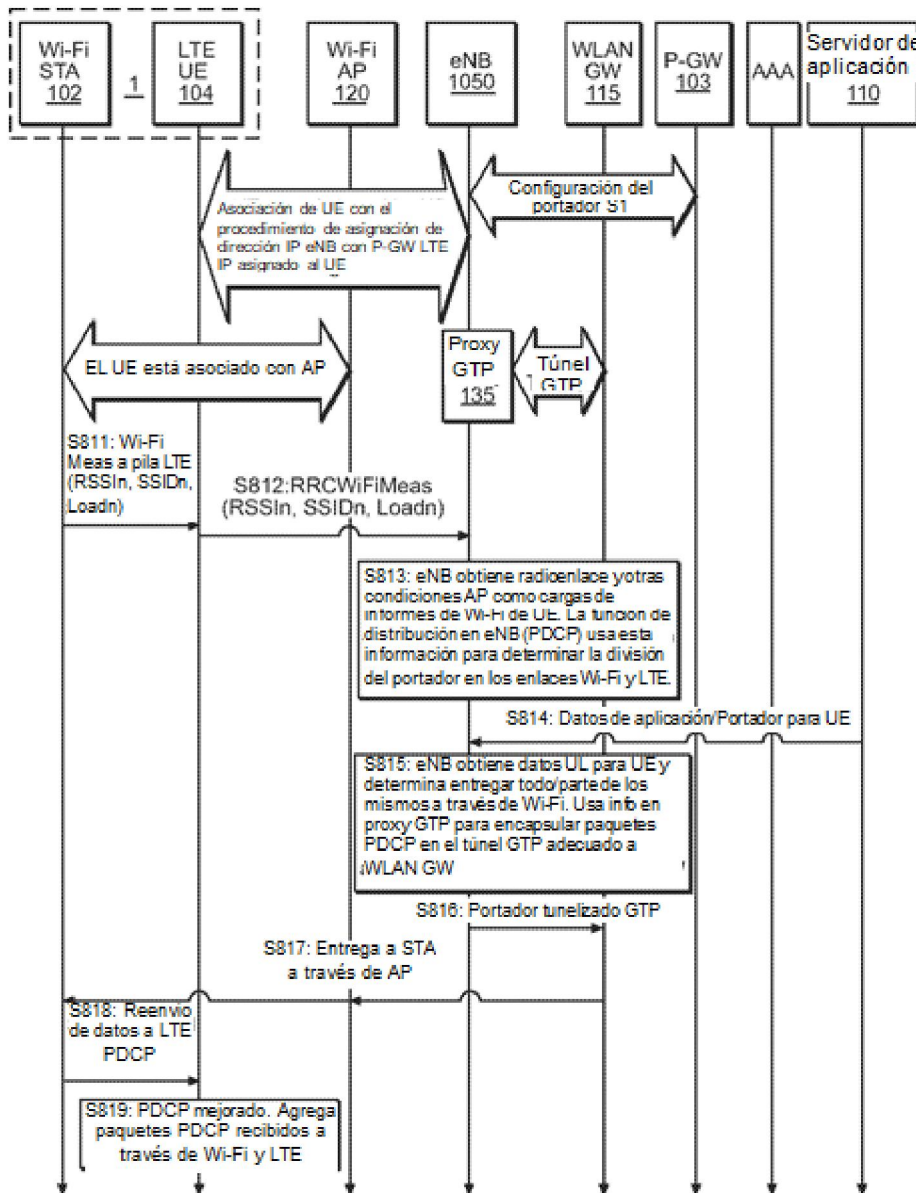 Wi-Fi
STA
102
1
LTE
UE
104
Wi-Fi
AP
120
eNB
1050
WLAN
GW
115
P-GW
103
AAA
Servidor de
aplicación
110
Configuración del
portador S1
Asociación de UE con el
procedimiento de asignación de
dirección IP eNB con P-GW LTE
IP asignado al UE
EL UE está asociado con AP
Proxy
GTP
135
Túnel
GTP
S811: Wi-Fi
Meas a pila LTE
(RSSIn, SSIDn,
Loadn)
S812:RRCWiFiMeas
(RSSIn, SSIDn, Loadn)
S813: eNB obtiene radioenlace y otras
condiciones AP como cargas de
informes de Wi-Fi de UE. La función de
distribución en eNB (PDCP) usa esta
información para determinar la división
del portador en los enlaces Wi-Fi y LTE.
S814: Datos de aplicación/Portador para UE
S815: eNB obtiene datos UL para UE y
determina entregar todo/parte de los
mismos a través de Wi-Fi. Usa info en
proxy GTP para encapsular paquetes
PDCP en el túnel GTP adecuado a
WLAN GW
S816: Portador tunelizado GTP
S817: Entrega a STA
a través de AP
S818: Reenvío
de datos a LTE
PDCP
S819: PDCP mejorado. Agrega
paquetes PDCP recibidos a
través de Wi-Fi y LTE